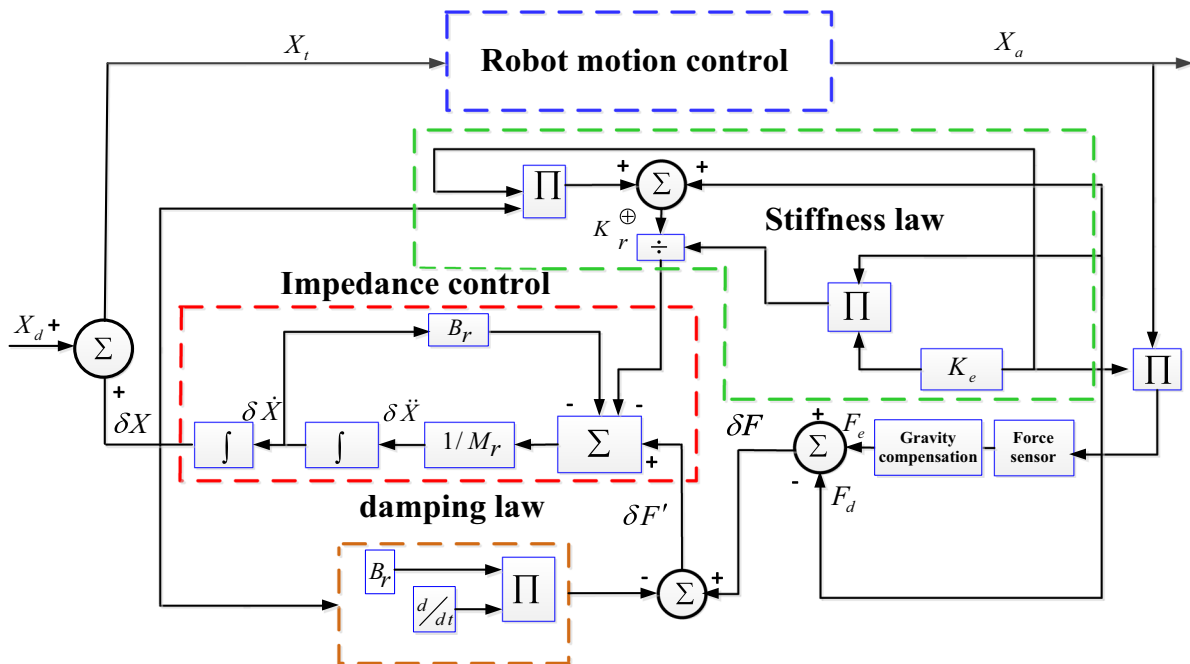 X_t
Robot motion control
X_a
∏
+
Σ
+
K_r^⊕
÷
Stiffness law
∏
K_e
∏
Impedance control
X_d +
Σ
+
δX
B_r
δẊ
δẌ
∫
∫
1/M_r
-
-
Σ
+
δF
+
Σ
-
F_e
Gravity
compensation
Force
sensor
F_d
damping law
δF'
B_r
d/dt
∏
-
Σ
+